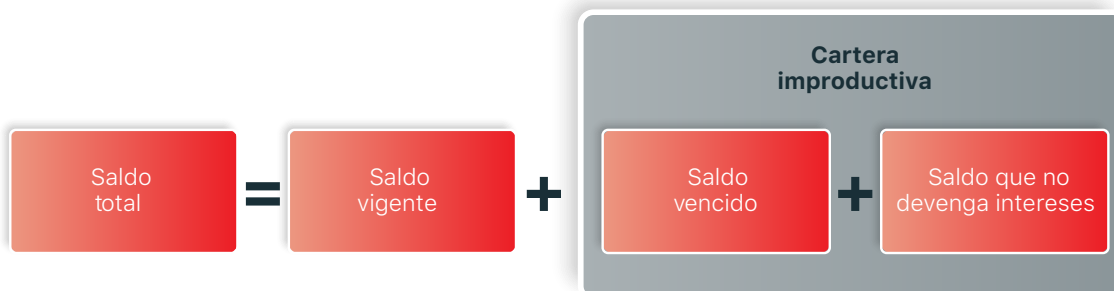 Cartera
improductiva
Saldo
total
=
Saldo
vigente
+
Saldo
vencido
+
Saldo que no
devenga intereses